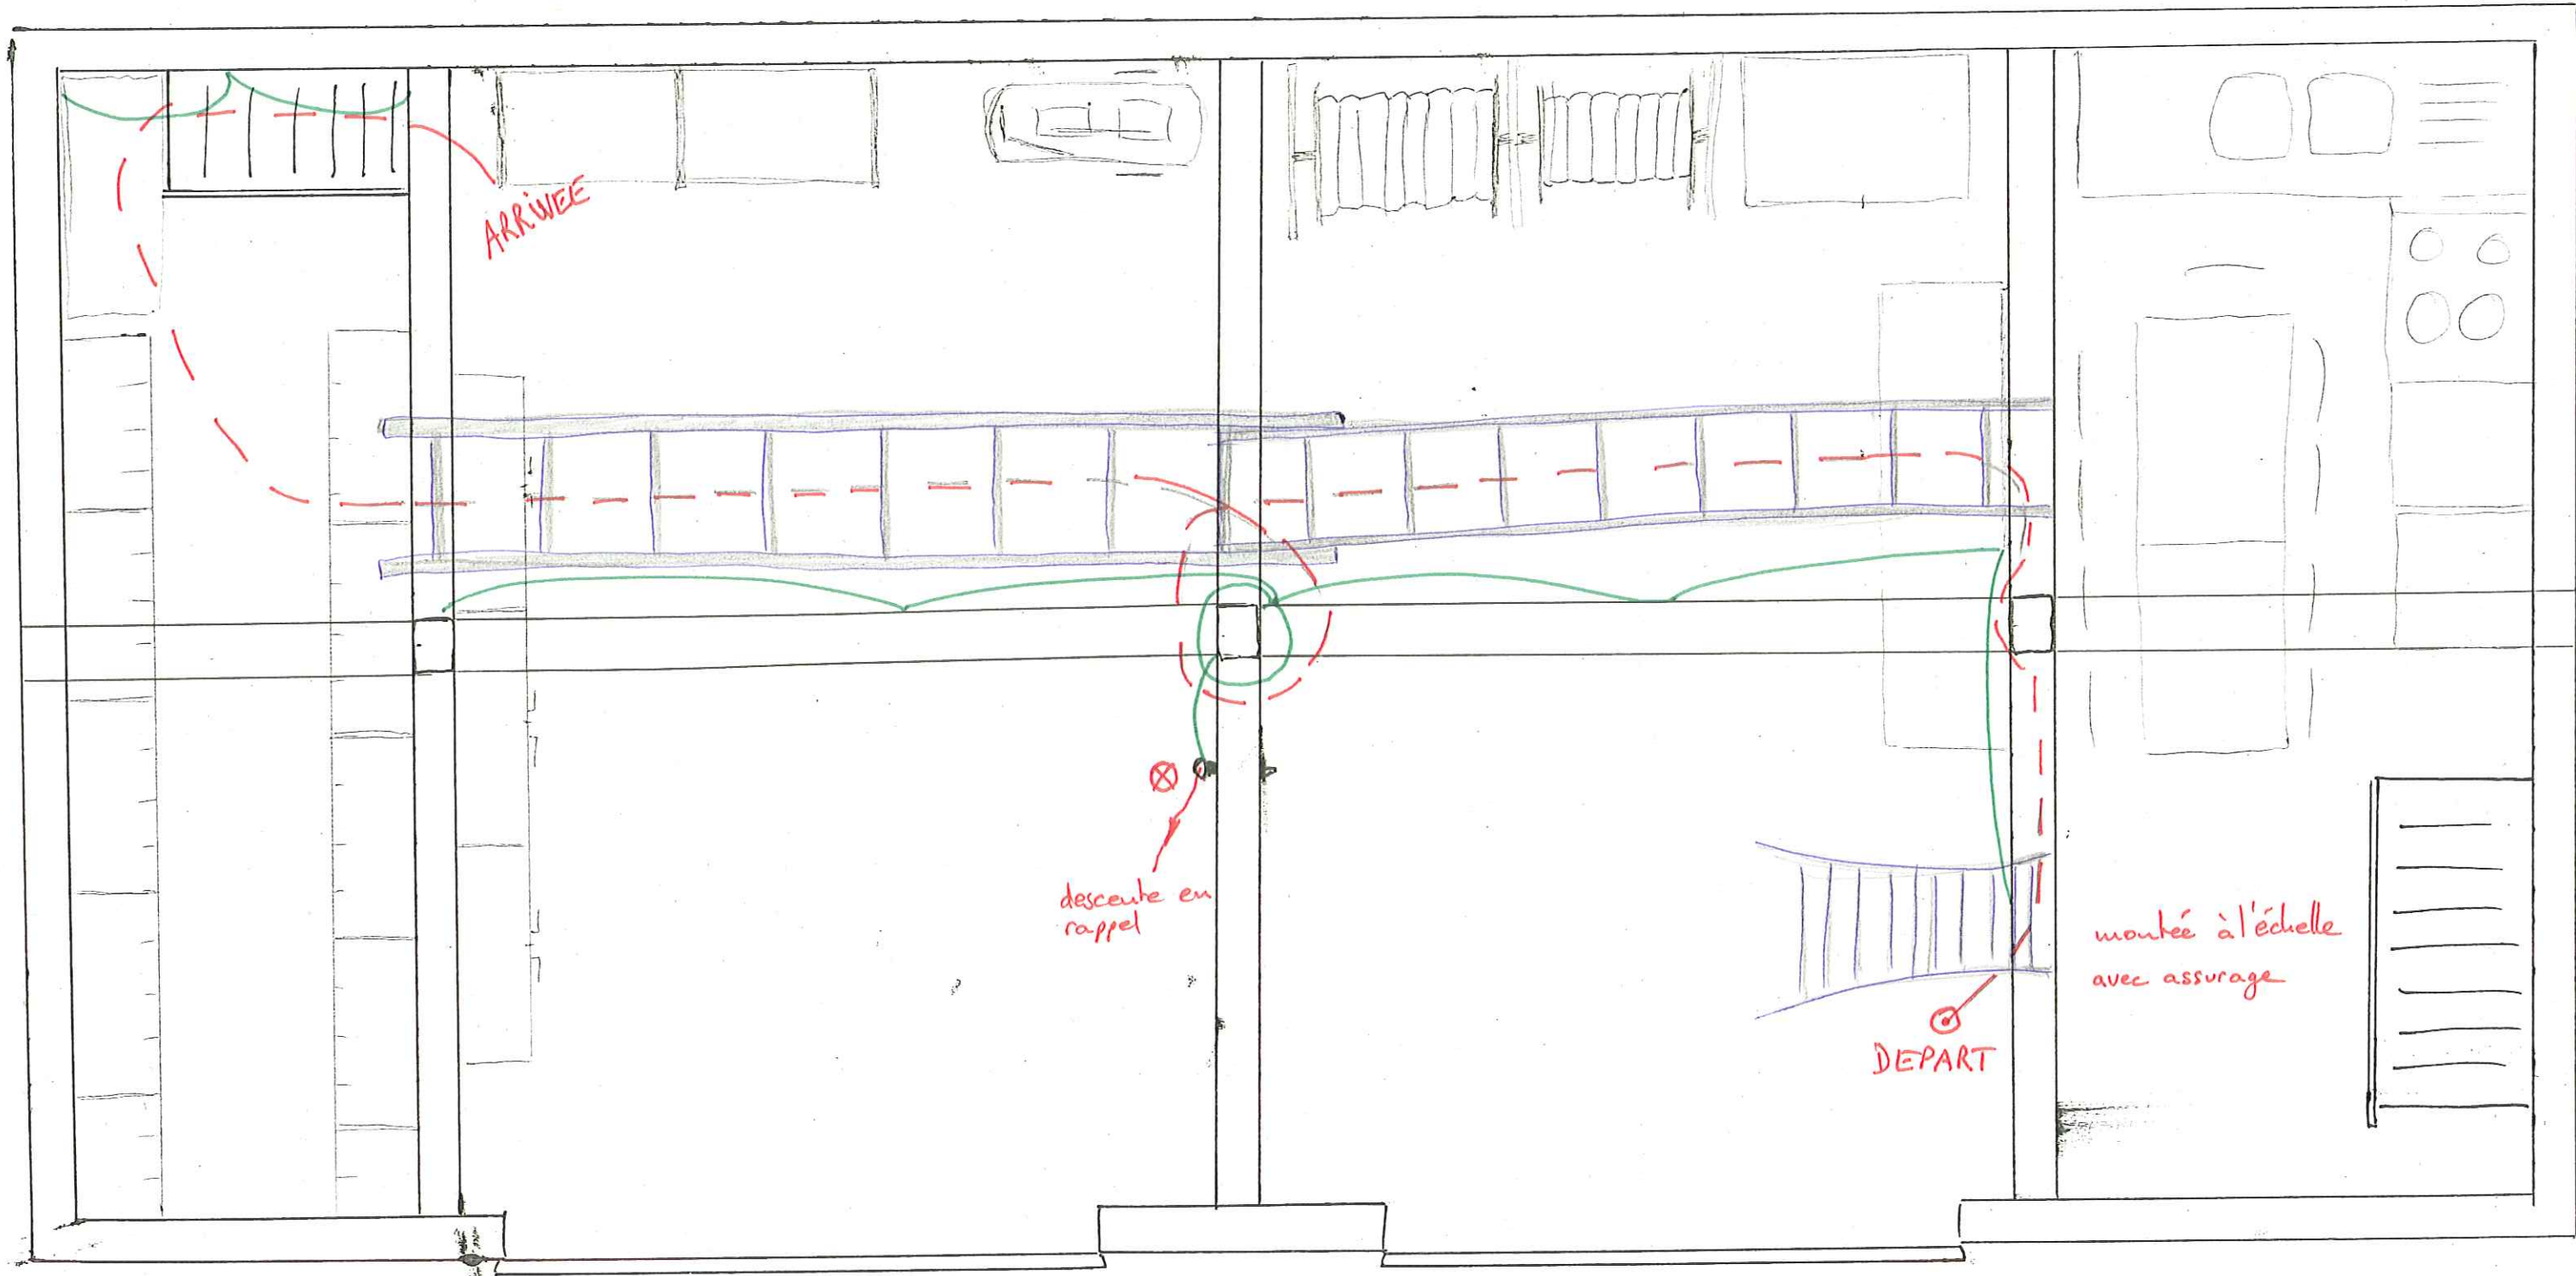 ARRIVEE
descente en
rappel
montée à l'échelle
avec assurage
DEPART